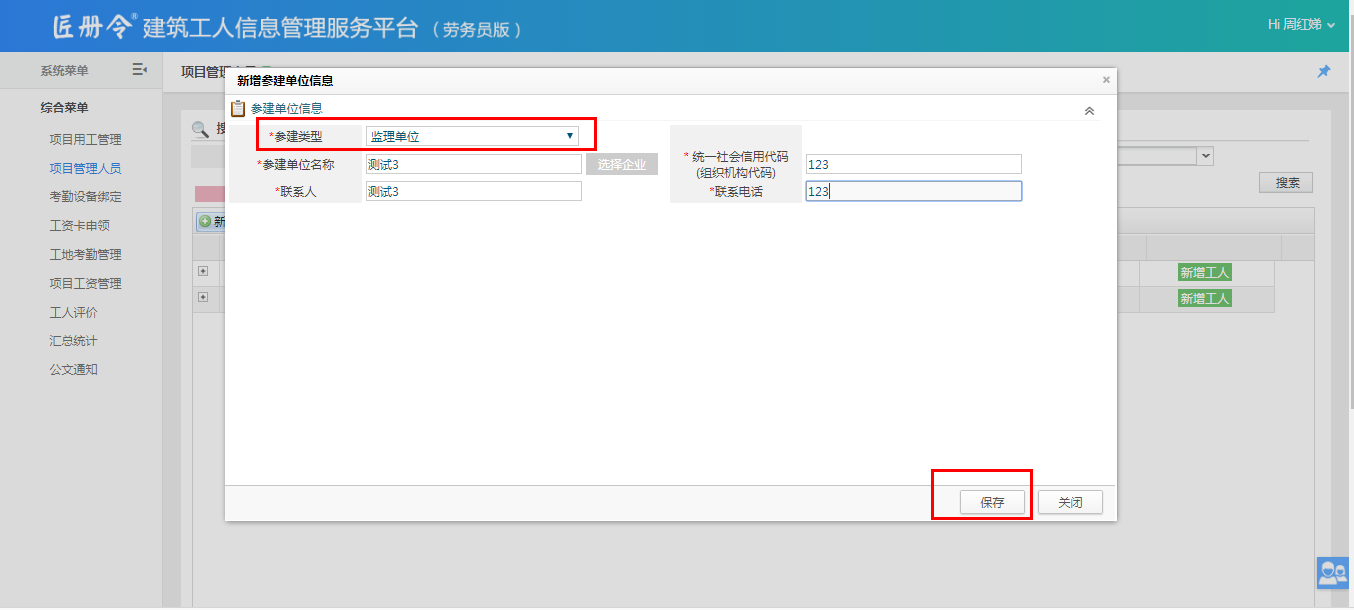 匠册令® 建筑工人信息管理服务平台 （劳务员版）
Hi 周红娣
系统菜单
项目管理
综合菜单
项目用工管理
项目管理人员
考勤设备绑定
工资卡申领
工地考勤管理
项目工资管理
工人评价
汇总统计
公文通知
搜
新
搜索
新增工人
新增工人
新增参建单位信息
×
参建单位信息
*参建类型 监理单位
*参建单位名称 测试3 选择企业
* 统一社会信用代码 123
(组织机构代码)
*联系人 测试3
*联系电话 123
保存 关闭